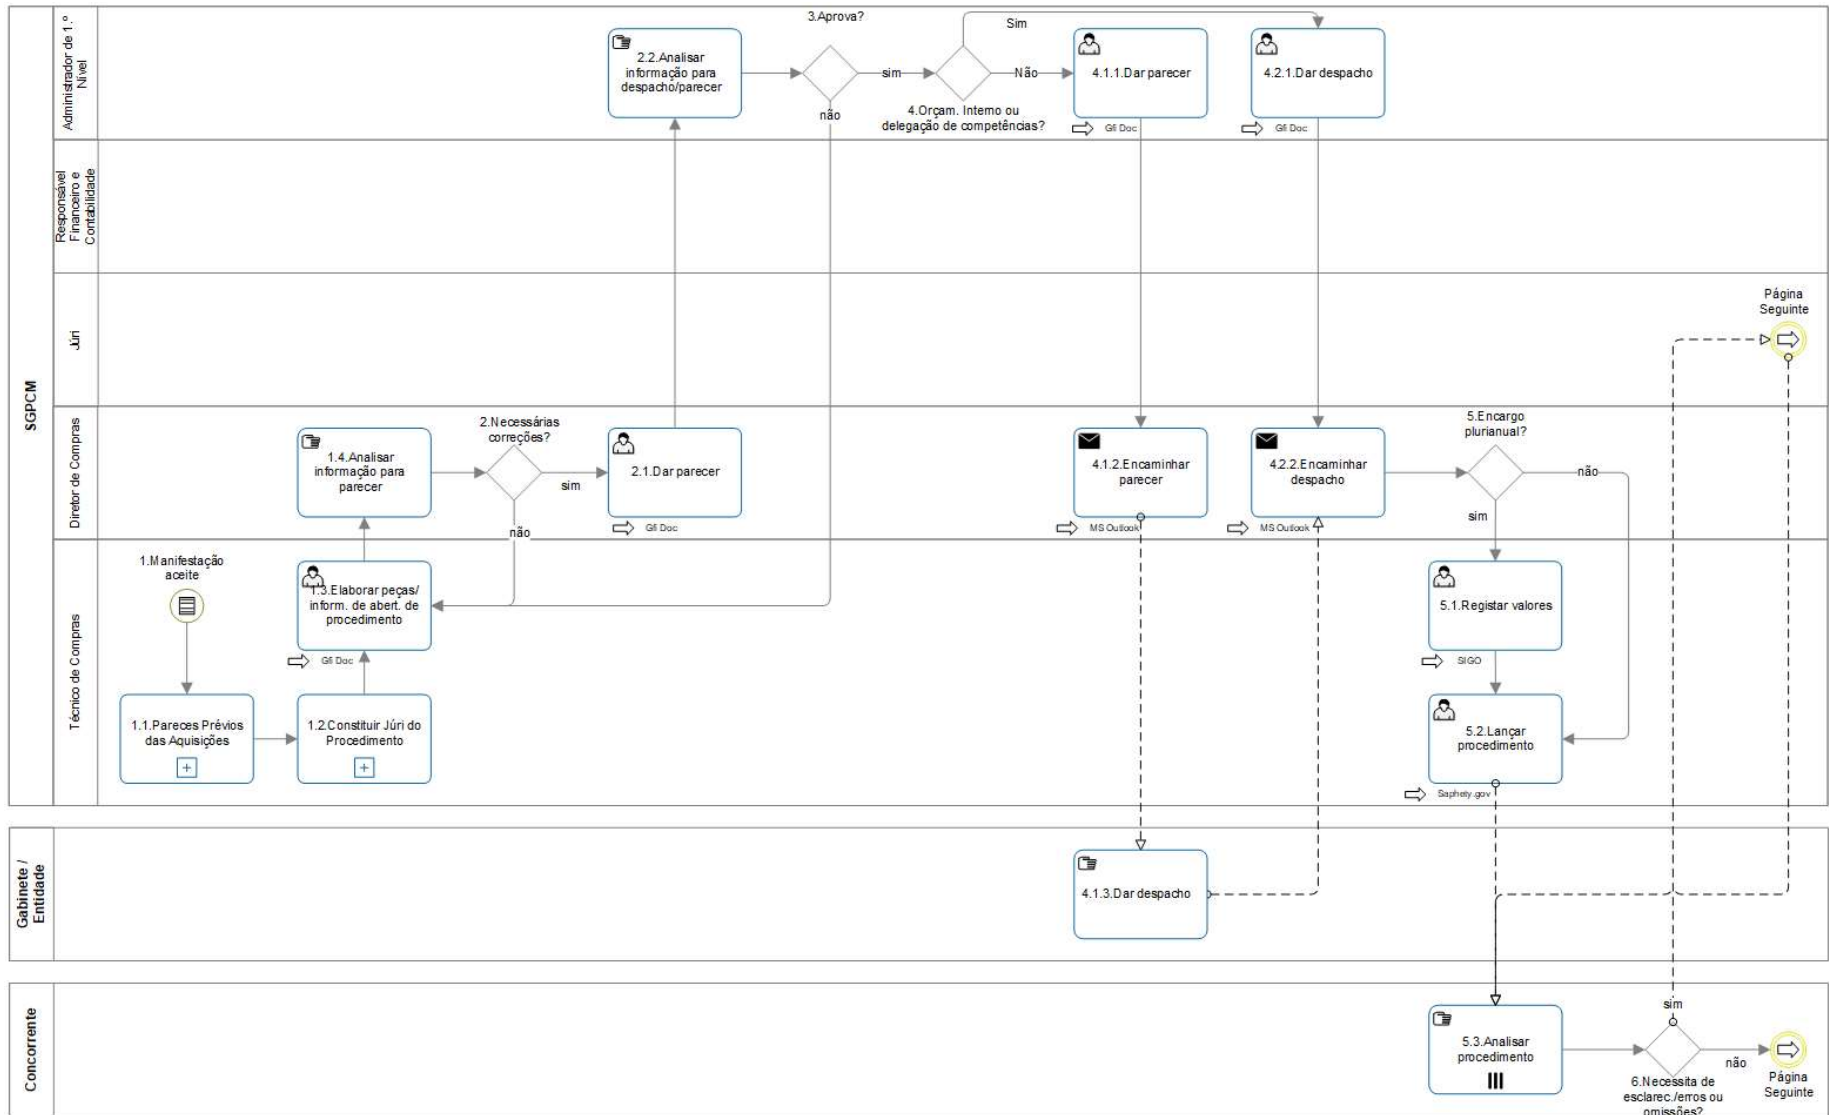 SGPCM
Administrador de 1.º
Nível
Responsável
Financeiro e
Contabilidade
Júri
Diretor de Compras
Técnico de Compras
3.Aprova?
2.2.Analisar
informação para
despacho/parecer
sim
não
4.Orçam. Interno ou
delegação de competências?
Sim
Não
4.1.1.Dar parecer
Gfi Doc
4.2.1.Dar despacho
Gfi Doc
Página
Seguinte
1.4.Analisar
informação para
parecer
2.Necessárias
correções?
sim
não
2.1.Dar parecer
Gfi Doc
4.1.2.Encaminhar
parecer
MS Outlook
4.2.2.Encaminhar
despacho
MS Outlook
5.Encargo
plurianual?
não
sim
1.Manifestação
aceite
1.3.Elaborar peças/
inform. de abert. de
procedimento
Gfi Doc
5.1.Registar valores
SIGO
1.1.Pareces Prévios
das Aquisições
1.2.Constituir Júri do
Procedimento
5.2.Lançar
procedimento
Saphety.gov
Gabinete /
Entidade
4.1.3.Dar despacho
Concorrente
5.3.Analisar
procedimento
sim
não
6.Necessita de
esclarec./erros ou
omissões?
Página
Seguinte